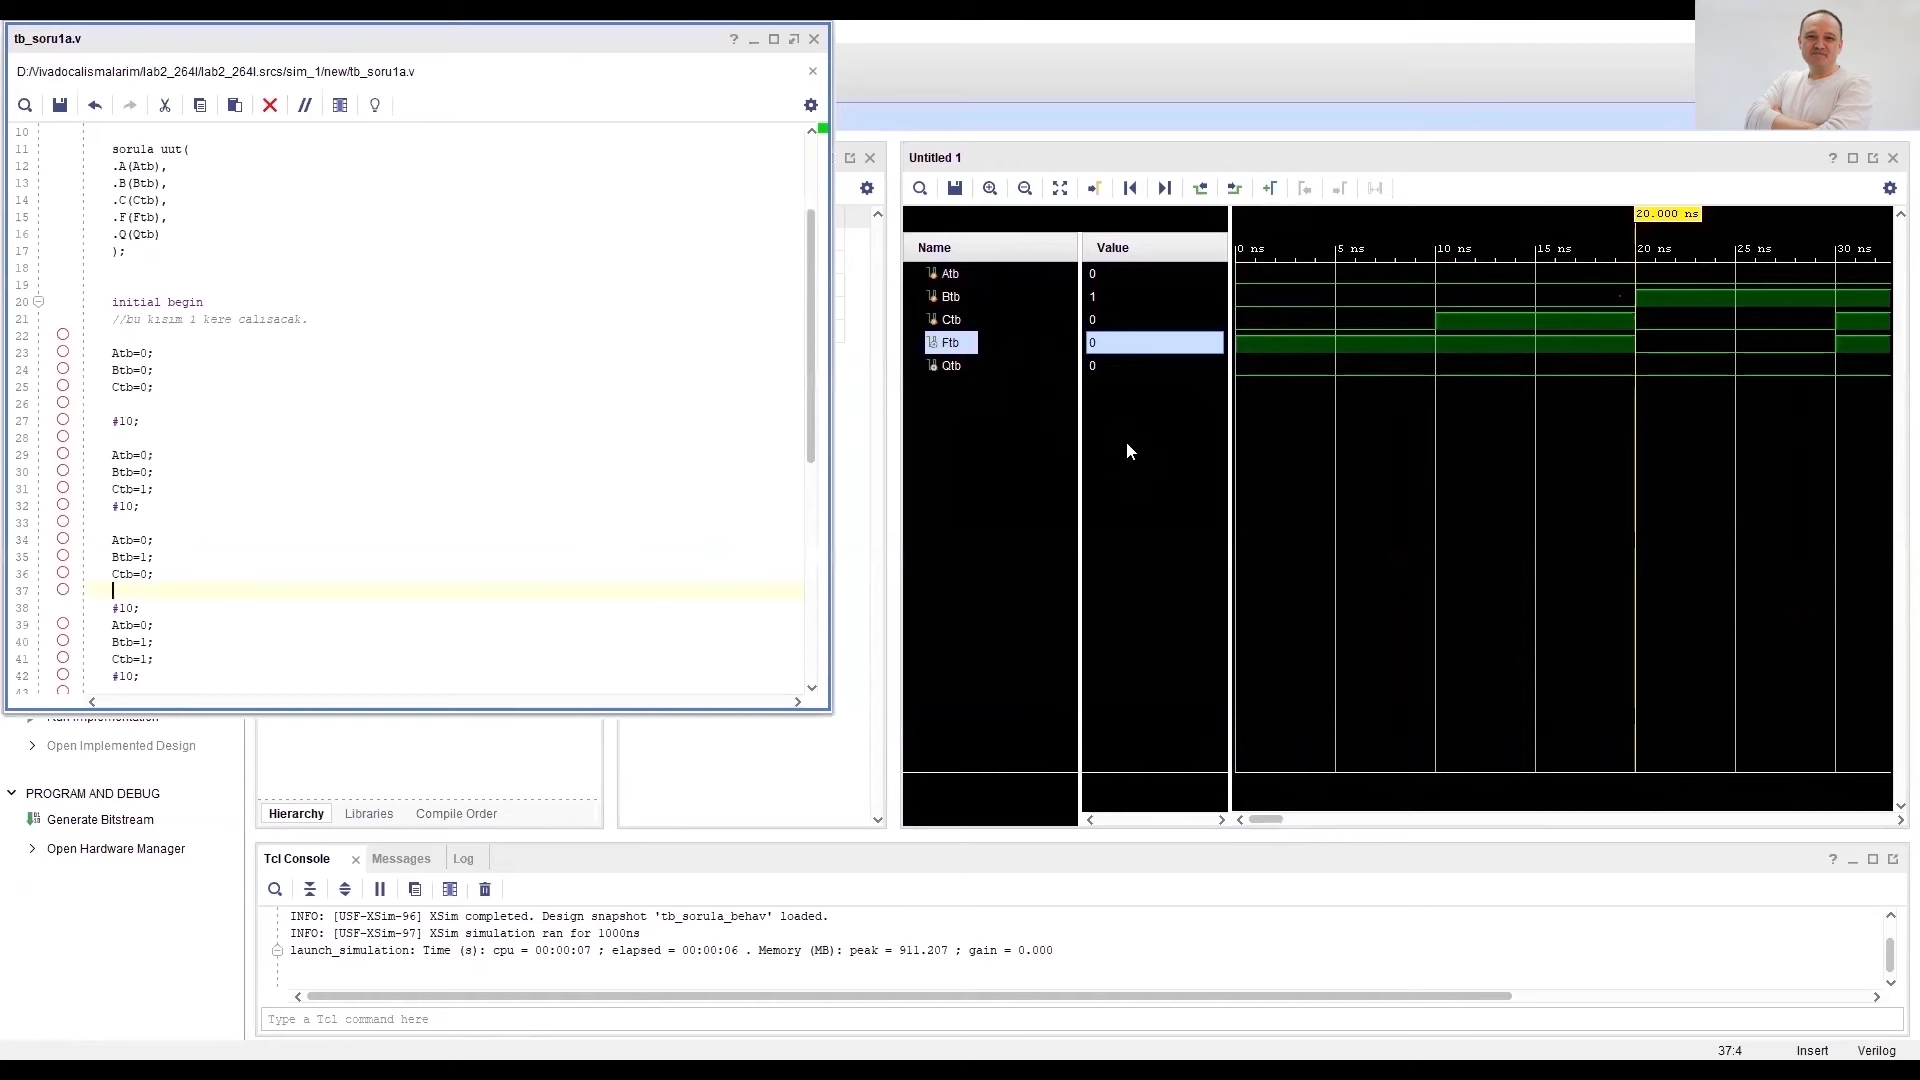 tb_soru1a.v
D:/vivadocalismalarim/lab2_264l/lab2_264l.srcs/sim_1/new/tb_soru1a.v
10
11 soru1a uut(
12 .A(Atb),
13 .B(Btb),
14 .C(Ctb),
15 .F(Ftb),
16 .Q(Qtb)
17 );
18
19
20 initial begin
21 //bu kısım 1 kere calısacak.
22
23 Atb=0;
24 Btb=0;
25 Ctb=0;
26
27 #10;
28
29 Atb=0;
30 Btb=0;
31 Ctb=1;
32 #10;
33
34 Atb=0;
35 Btb=1;
36 Ctb=0;
37
38 #10;
39 Atb=0;
40 Btb=1;
41 Ctb=1;
42 #10;
43
Untitled 1
20.000 ns
Name Value
0 ns 5 ns 10 ns 15 ns 20 ns 25 ns 30 ns
Atb 0
Btb 1
Ctb 0
Ftb 0
Qtb 0
Run Implementation
Open Implemented Design
PROGRAM AND DEBUG
Generate Bitstream
Open Hardware Manager
Hierarchy Libraries Compile Order
Tcl Console Messages Log
INFO: [USF-XSim-96] XSim completed. Design snapshot 'tb_soru1a_behav' loaded.
INFO: [USF-XSim-97] XSim simulation ran for 1000ns
launch_simulation: Time (s): cpu = 00:00:07 ; elapsed = 00:00:06 . Memory (MB): peak = 911.207 ; gain = 0.000
Type a Tcl command here
37:4 Insert Verilog